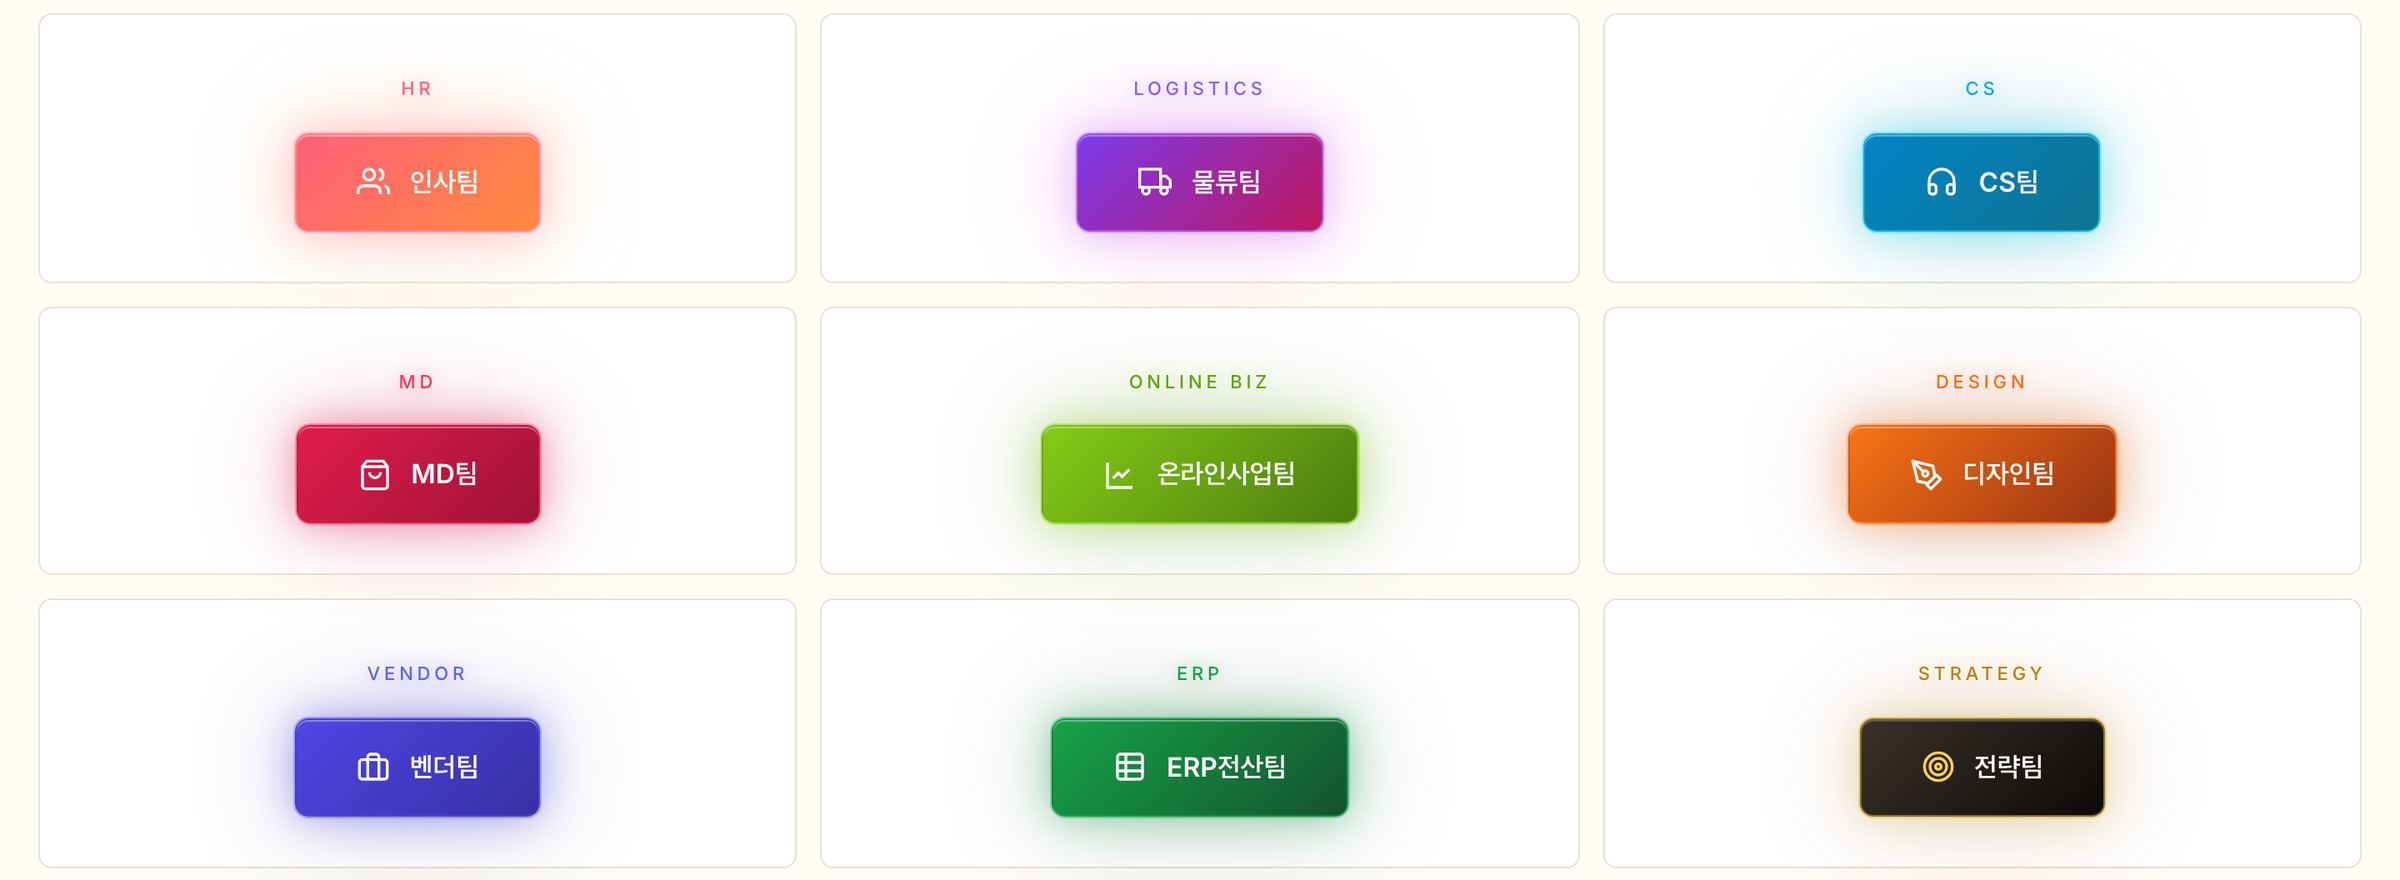 HR
인사팀
LOGISTICS
물류팀
CS
CS팀
MD
MD팀
ONLINE BIZ
온라인사업팀
DESIGN
디자인팀
VENDOR
벤더팀
ERP
ERP전산팀
STRATEGY
전략팀